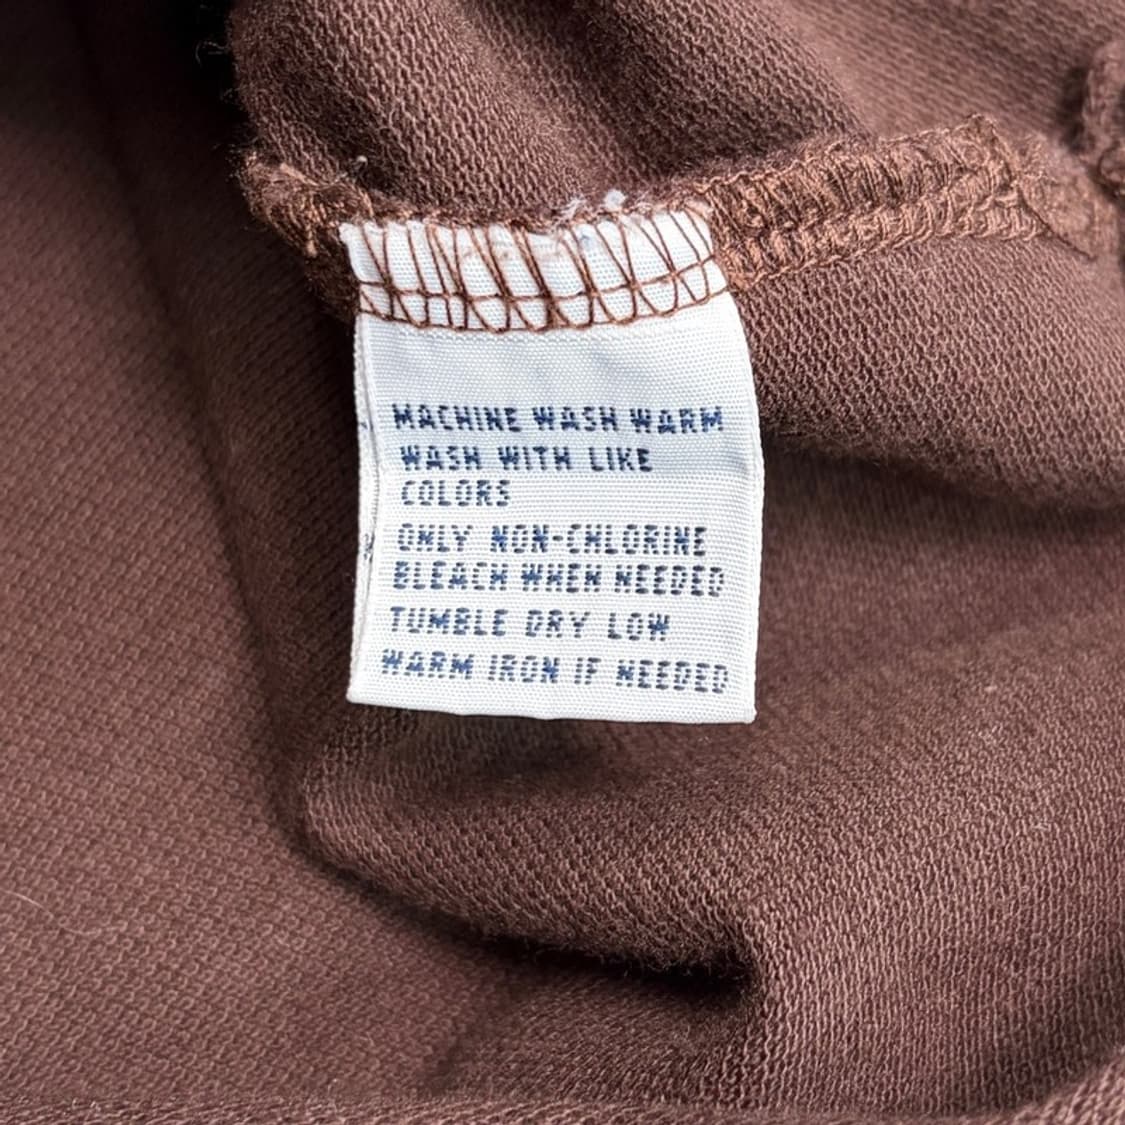 MACHINE WASH WARM
WASH WITH LIKE
COLORS
ONLY NON-CHLORINE
BLEACH WHEN NEEDED
TUMBLE DRY LOW
WARM IRON IF NEEDED